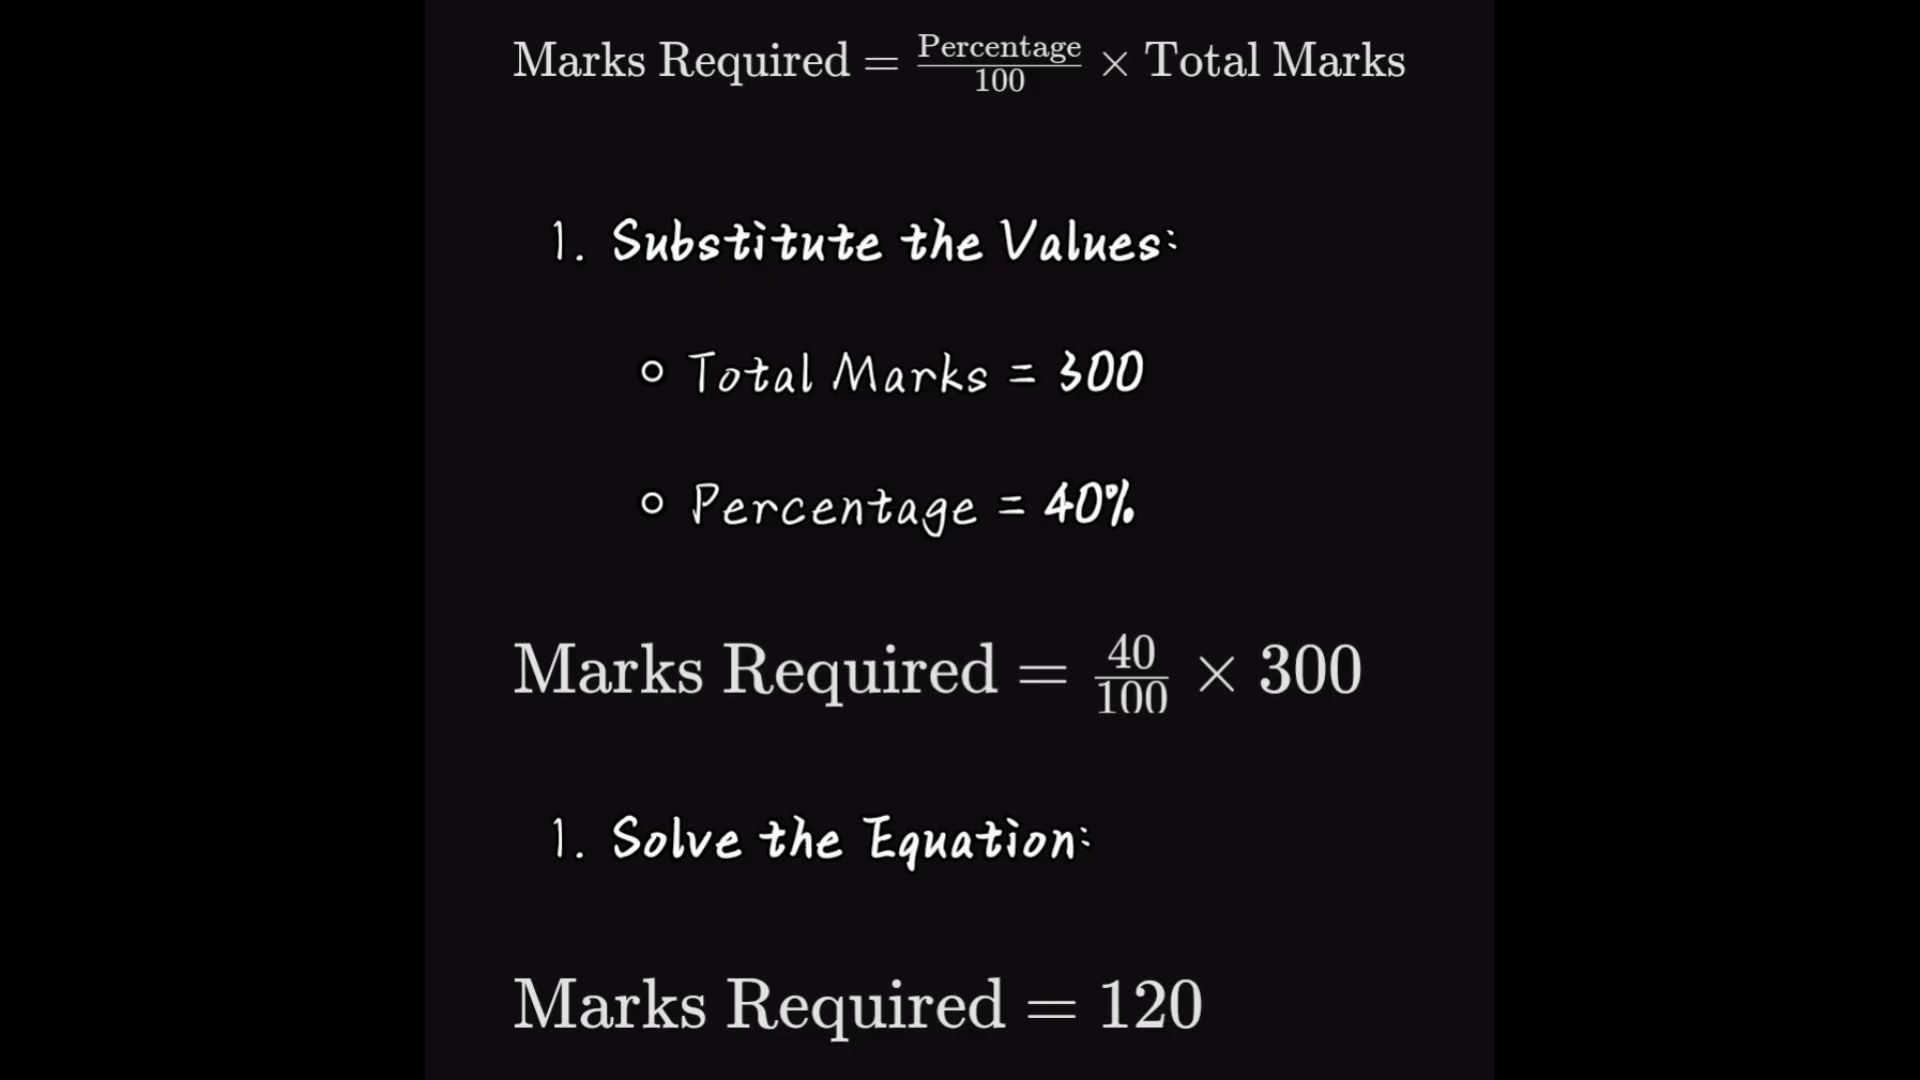 Marks Required = Percentage/100 × Total Marks
1. Substitute the Values:
○ Total Marks = 300
○ Percentage = 40%
Marks Required = 40/100 × 300
1. Solve the Equation:
Marks Required = 120